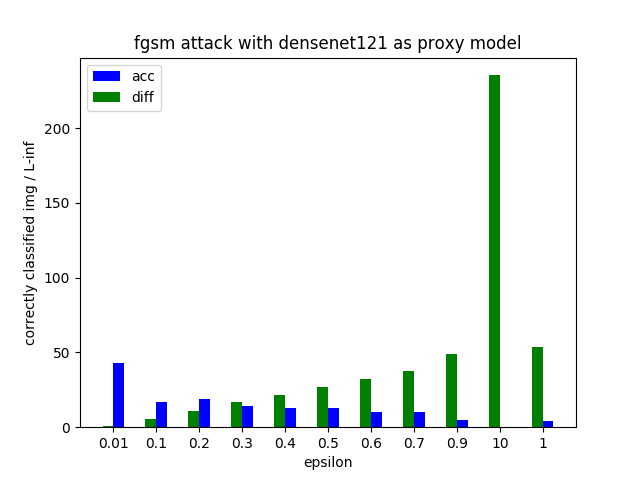 fgsm attack with densenet121 as proxy model
acc
diff
correctly classified img / L-inf
200
150
100
50
0
0.01 0.1 0.2 0.3 0.4 0.5 0.6 0.7 0.9 10 1
epsilon